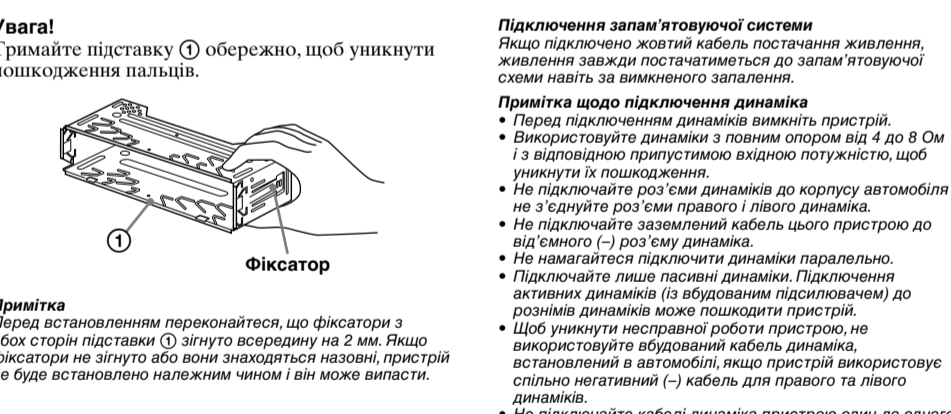 Увага!
Тримайте підставку ① обережно, щоб уникнути
пошкодження пальців.
①
Фіксатор
Примітка
Перед встановленням переконайтеся, що фіксатори з
обох сторін підставки ① зігнуто всередину на 2 мм. Якщо
фіксатори не зігнуто або вони знаходяться назовні, пристрій
не буде встановлено належним чином і він може випасти.
Підключення запам’ятовуючої системи
Якщо підключено жовтий кабель постачання живлення,
живлення завжди постачатиметься до запам’ятовуючої
схеми навіть за вимкненого запалення.
Примітка щодо підключення динаміка
• Перед підключенням динаміків вимкніть пристрій.
• Використовуйте динаміки з повним опором від 4 до 8 Ом
і з відповідною припустимою вхідною потужністю, щоб
уникнути їх пошкодження.
• Не підключайте роз’єми динаміків до корпусу автомобіля
не з’єднуйте роз’єми правого і лівого динаміка.
• Не підключайте заземлений кабель цього пристрою до
від’ємного (–) роз’єму динаміка.
• Не намагайтеся підключити динаміки паралельно.
• Підключайте лише пасивні динаміки. Підключення
активних динаміків (із вбудованим підсилювачем) до
рознімів динаміків може пошкодити пристрій.
• Щоб уникнути несправної роботи пристрою, не
використовуйте вбудований кабель динаміка,
встановлений в автомобілі, якщо пристрій використовує
спільно негативний (–) кабель для правого та лівого
динаміків.
• Не підключайте кабелі динаміка пристрою один до одного